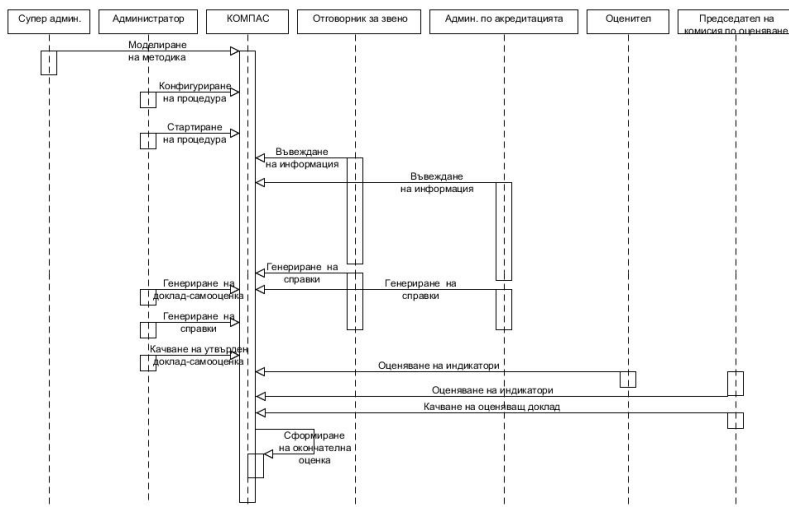 Супер админ.
Администратор
КОМПАС
Отговорник за звено
Админ. по акредитацията
Оценител
Председател на
комисия по оценяване
Моделиране
на методика
Конфигуриране
на процедура
Стартиране
на процедура
Въвеждане
на информация
Въвеждане
на информация
Генериране на
справки
Генериране на
доклад-самооценка
Генериране на
справки
Генериране на
справки
Качване на утвърден
доклад-самооценка
Оценяване на индикатори
Оценяване на индикатори
Качване на оценяващ доклад
Сформиране
на окончателна
оценка